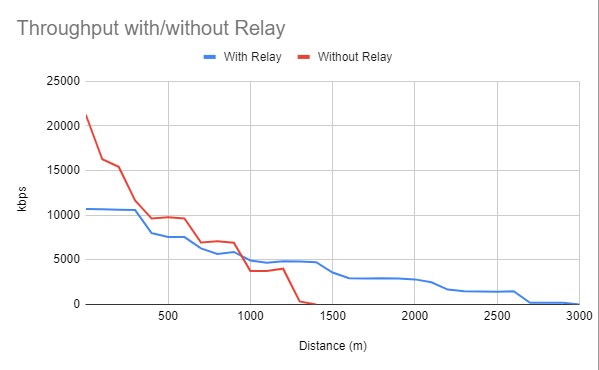 Throughput with/without Relay
With Relay
Without Relay
25000
20000
15000
10000
5000
0
kbps
500
1000
1500
2000
2500
3000
Distance (m)